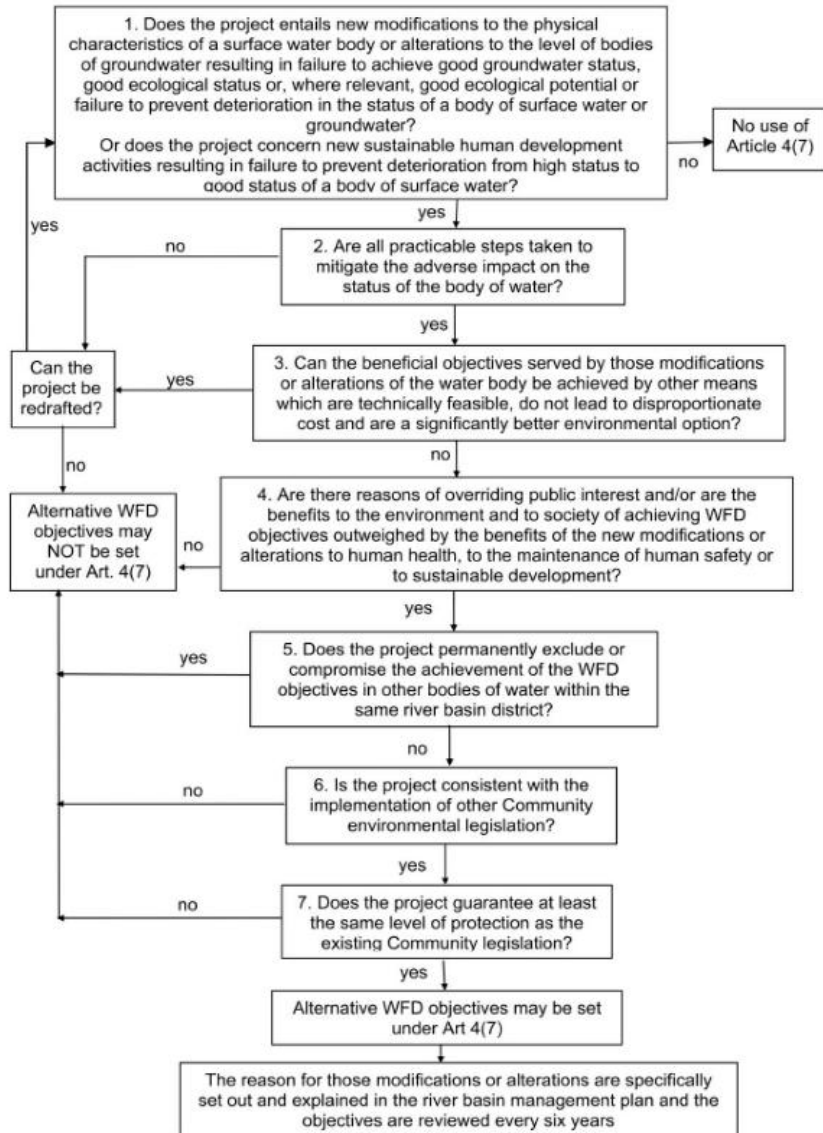 1. Does the project entails new modifications to the physical
characteristics of a surface water body or alterations to the level of bodies
of groundwater resulting in failure to achieve good groundwater status,
good ecological status or, where relevant, good ecological potential or
failure to prevent deterioration in the status of a body of surface water or
groundwater?
Or does the project concern new sustainable human development
activities resulting in failure to prevent deterioration from high status to
good status of a body of surface water?
no
No use of
Article 4(7)
yes
yes
2. Are all practicable steps taken to
mitigate the adverse impact on the
status of the body of water?
no
yes
Can the
project be
redrafted?
yes
3. Can the beneficial objectives served by those modifications
or alterations of the water body be achieved by other means
which are technically feasible, do not lead to disproportionate
cost and are a significantly better environmental option?
no
no
Alternative WFD
objectives may
NOT be set
under Art. 4(7)
no
4. Are there reasons of overriding public interest and/or are the
benefits to the environment and to society of achieving WFD
objectives outweighed by the benefits of the new modifications or
alterations to human health, to the maintenance of human safety or
to sustainable development?
yes
yes
5. Does the project permanently exclude or
compromise the achievement of the WFD
objectives in other bodies of water within the
same river basin district?
no
no
6. Is the project consistent with the
implementation of other Community
environmental legislation?
yes
no
7. Does the project guarantee at least
the same level of protection as the
existing Community legislation?
yes
Alternative WFD objectives may be set
under Art 4(7)
The reason for those modifications or alterations are specifically
set out and explained in the river basin management plan and the
objectives are reviewed every six years